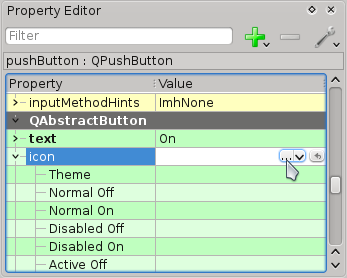 Property Editor
Filter
pushButton : QPushButton
Property Value
inputMethodHints ImhNone
QAbstractButton
text On
icon ...
Theme
Normal Off
Normal On
Disabled Off
Disabled On
Active Off